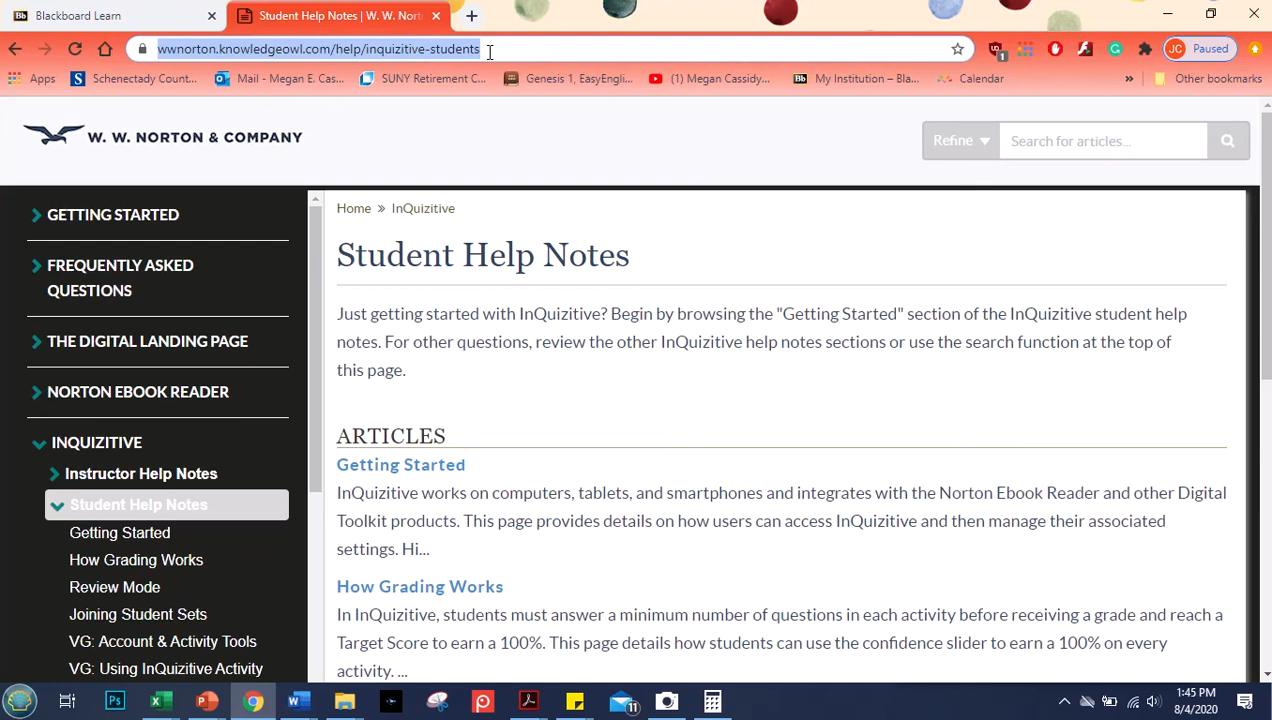 Bb Blackboard Learn ×
Student Help Notes | W. W. Nort ×
+
wwnorton.knowledgeowl.com/help/inquizitive-students
1
JC Paused
Apps
S Schenectady Count...
Mail - Megan E. Cas...
SUNY Retirement C...
Genesis 1, EasyEngli...
(1) Megan Cassidy...
Bb My Institution – Bla...
Calendar
»
Other bookmarks
W. W. NORTON & COMPANY
Refine
Search for articles...
GETTING STARTED
FREQUENTLY ASKED
QUESTIONS
THE DIGITAL LANDING PAGE
NORTON EBOOK READER
INQUIZITIVE
Instructor Help Notes
Student Help Notes
Getting Started
How Grading Works
Review Mode
Joining Student Sets
VG: Account & Activity Tools
VG: Using InQuizitive Activity
Home » InQuizitive
Student Help Notes
Just getting started with InQuizitive? Begin by browsing the "Getting Started" section of the InQuizitive student help
notes. For other questions, review the other InQuizitive help notes sections or use the search function at the top of
this page.
ARTICLES
Getting Started
InQuizitive works on computers, tablets, and smartphones and integrates with the Norton Ebook Reader and other Digital
Toolkit products. This page provides details on how users can access InQuizitive and then manage their associated
settings. Hi...
How Grading Works
In InQuizitive, students must answer a minimum number of questions in each activity before receiving a grade and reach a
Target Score to earn a 100%. This page details how students can use the confidence slider to earn a 100% on every
activity. ...
Ps
11
1:45 PM
8/4/2020